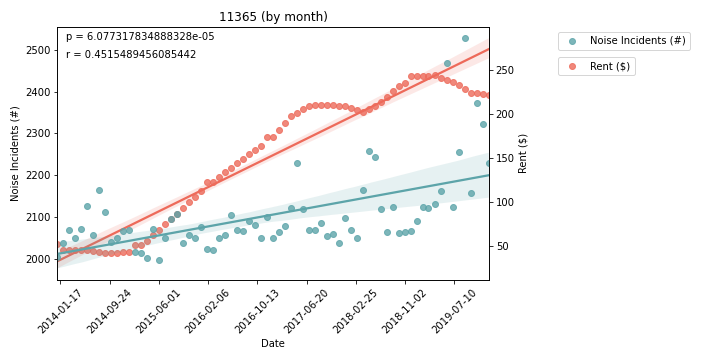 11365 (by month)
p = 6.077317834888328e-05
r = 0.4515489456085442
Noise Incidents (#)
Rent ($)
2500
2400
2300
2200
2100
2000
Noise Incidents (#)
250
200
150
100
50
Rent ($)
2014-01-17
2014-09-24
2015-06-01
2016-02-06
2016-10-13
2017-06-20
2018-02-25
2018-11-02
2019-07-10
Date